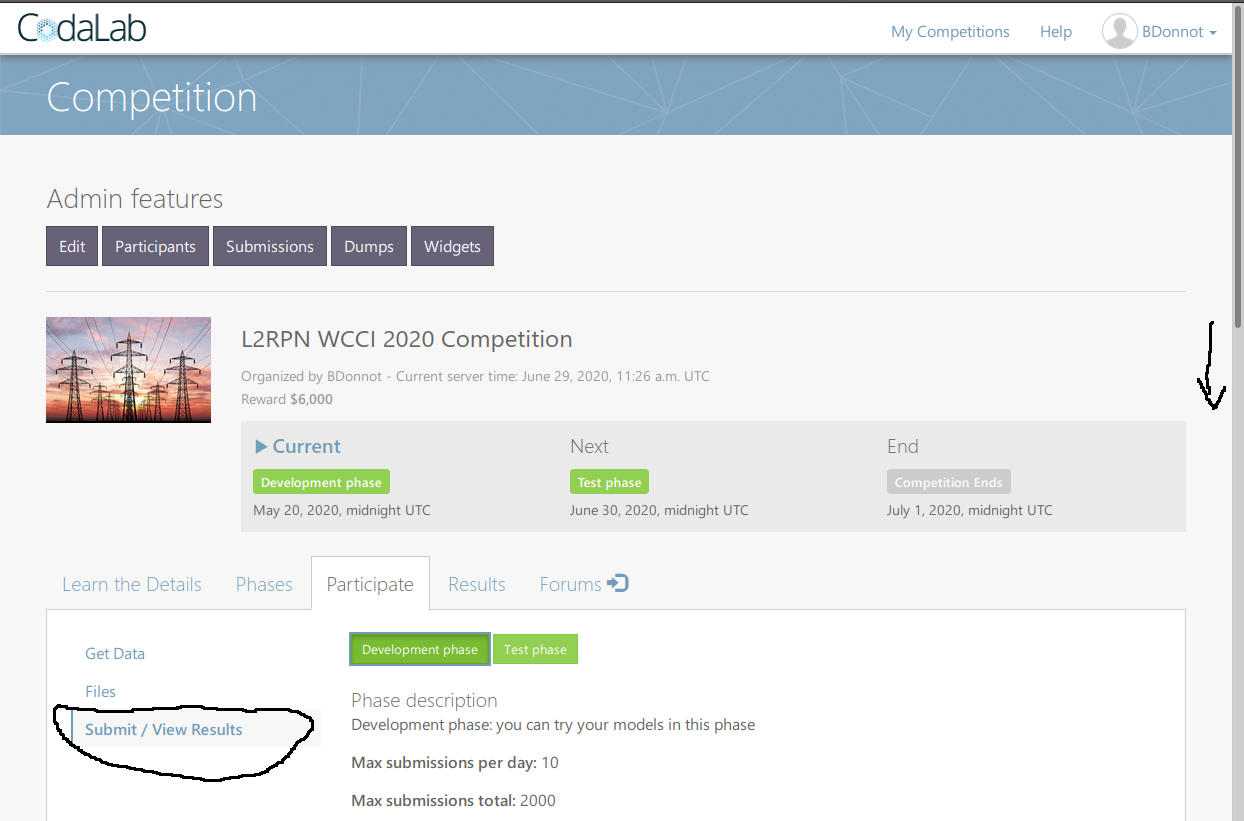 CodaLab
My Competitions Help BDonnot
Competition
Admin features
Edit Participants Submissions Dumps Widgets
L2RPN WCCI 2020 Competition
Organized by BDonnot - Current server time: June 29, 2020, 11:26 a.m. UTC
Reward $6,000
Current Next End
Development phase Test phase Competition Ends
May 20, 2020, midnight UTC June 30, 2020, midnight UTC July 1, 2020, midnight UTC
Learn the Details Phases Participate Results Forums
Get Data
Files
Submit / View Results
Development phase Test phase
Phase description
Development phase: you can try your models in this phase
Max submissions per day: 10
Max submissions total: 2000